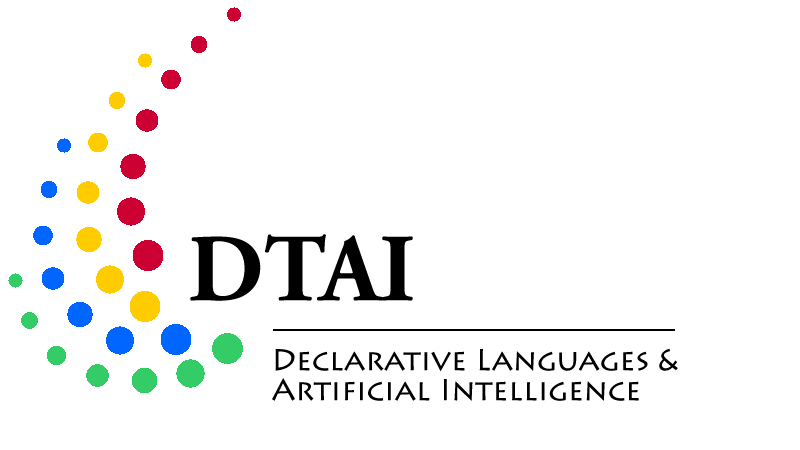 DTAI
Declarative Languages &
Artificial Intelligence